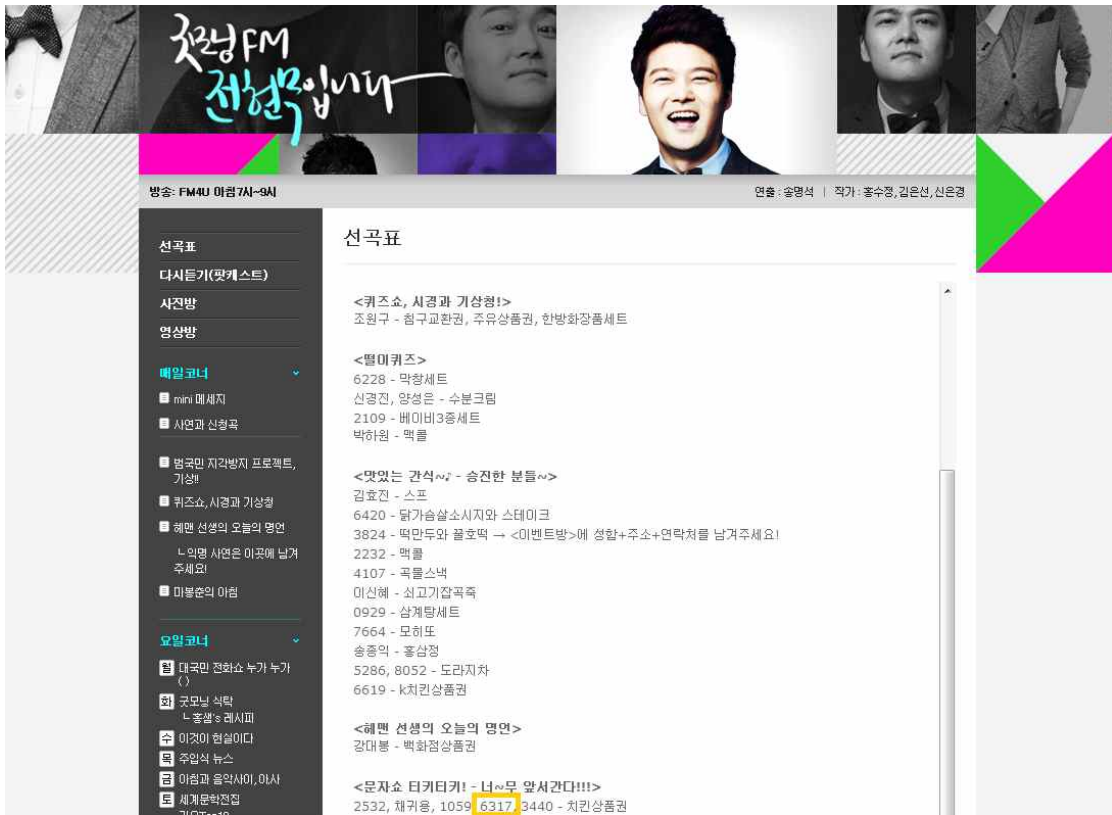 굿모닝FM
전현무입니다
방송: FM4U 아침7시~9시
연출 : 송명석 | 작가 : 홍수정,김은선,신은경
선곡표
다시듣기(팟캐스트)
사진방
영상방
매일코너
mini 메세지
사연과 신청곡
범국민 지각방지 프로젝트,
기상!!
퀴즈쇼,시경과 기상청
헤맨 선생의 오늘의 명언
ㄴ익명 사연은 이곳에 남겨
주세요!
마봉춘의 아침
요일코너
월 대국민 전화쇼 누가 누가
( )
화 굿모닝 식탁
ㄴ홍샘's 레시피
수 이것이 현실이다
목 주입식 뉴스
금 아침과 음악사이,아사
토 세계문학전집
가요Top10
선곡표
<퀴즈쇼, 시경과 기상청!>
조원구 - 침구교환권, 주유상품권, 한방화장품세트
<떨미퀴즈>
6228 - 막창세트
신경진, 양성은 - 수분크림
2109 - 베이비3종세트
박하원 - 맥콜
<맛있는 간식~♪ - 승진한 분들~>
김효진 - 스프
6420 - 닭가슴살소시지와 스테이크
3824 - 떡만두와 꿀호떡 → <이벤트방>에 성함+주소+연락처를 남겨주세요!
2232 - 맥콜
4107 - 곡물스낵
이신혜 - 쇠고기잡곡죽
0929 - 삼계탕세트
7664 - 모히또
송종익 - 홍삼정
5286, 8052 - 도라지차
6619 - k치킨상품권
<헤맨 선생의 오늘의 명언>
강대봉 - 백화점상품권
<문자쇼 터키터키! - 너~무 앞서간다!!!>
2532, 채귀용, 1059, 6317, 3440 - 치킨상품권